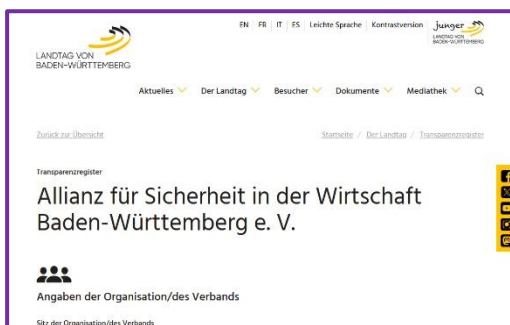 EN FR IT ES Leichte Sprache Kontrastversion
junger
LANDTAG VON
BADEN-WÜRTTEMBERG
LANDTAG VON
BADEN-WÜRTTEMBERG
Aktuelles Der Landtag Besucher Dokumente Mediathek
Zurück zur Übersicht
Startseite / Der Landtag / Transparenzregister
Transparenzregister
Allianz für Sicherheit in der Wirtschaft
Baden-Württemberg e. V.
Angaben der Organisation/des Verbands
Sitz der Organisation/des Verbands